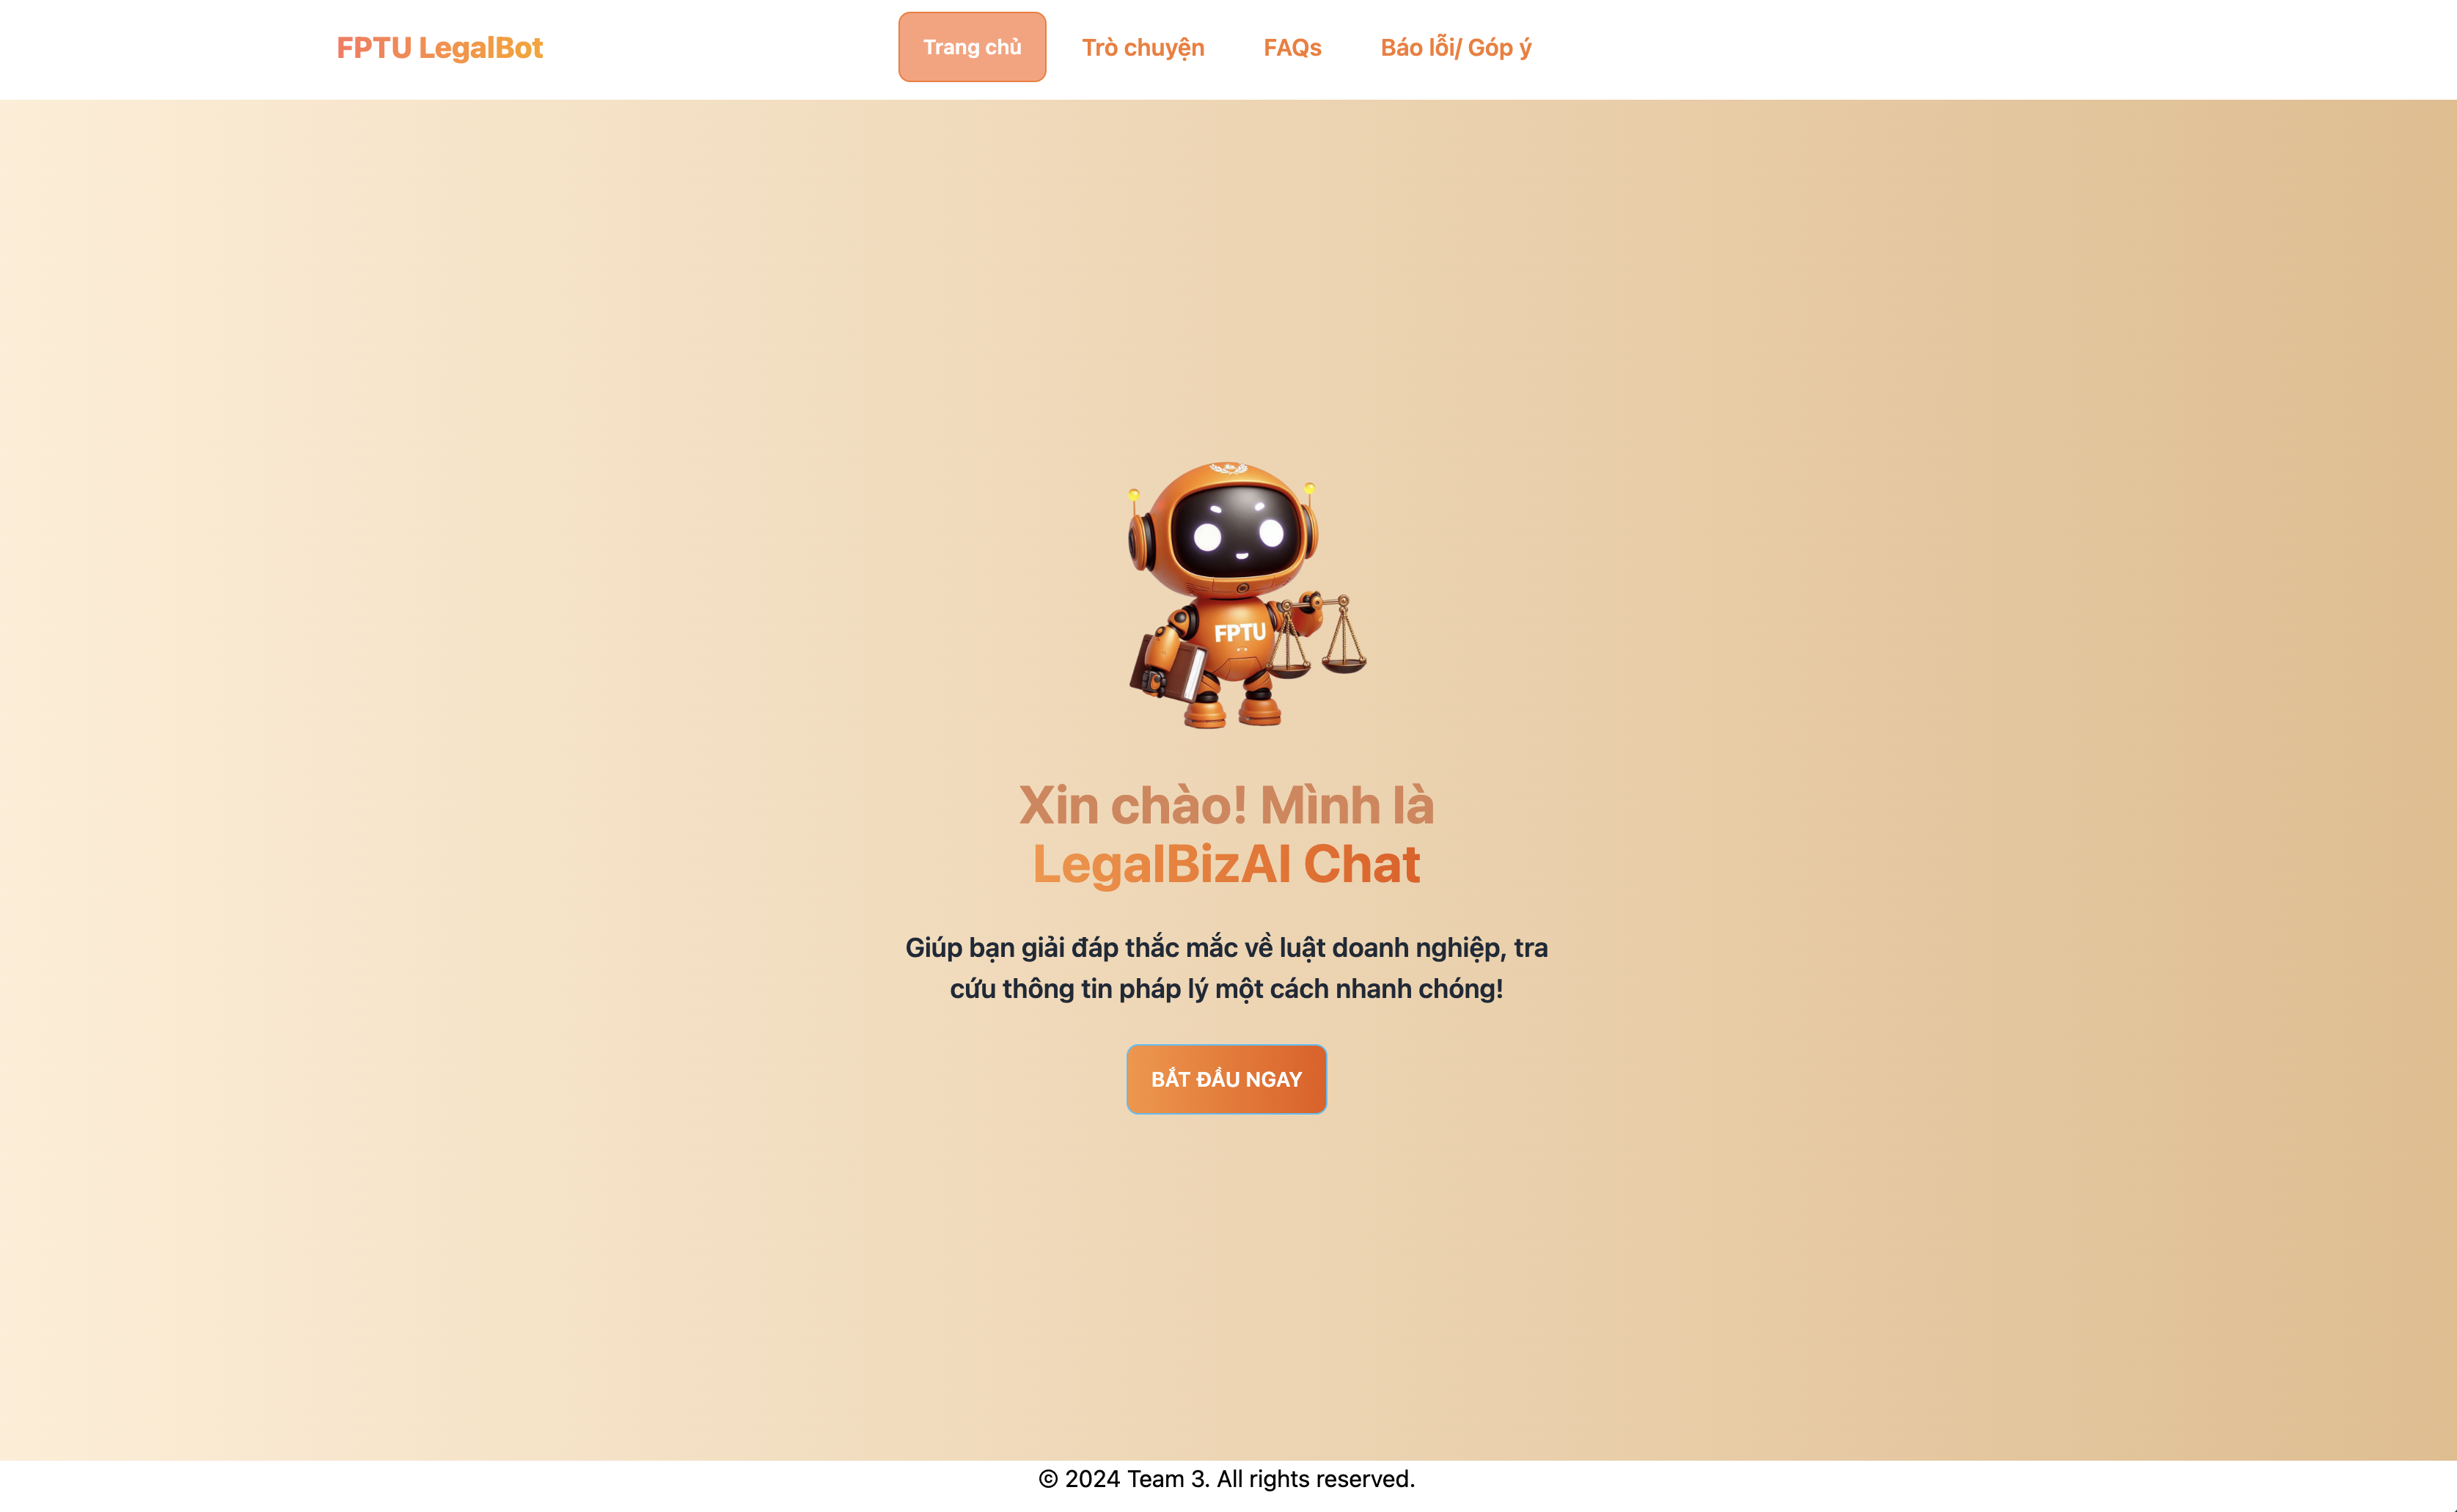 FPTU LegalBot
Trang chủ
Trò chuyện
FAQs
Báo lỗi/ Góp ý
FPTU
Xin chào! Mình là
LegalBizAI Chat
Giúp bạn giải đáp thắc mắc về luật doanh nghiệp, tra
cứu thông tin pháp lý một cách nhanh chóng!
BẮT ĐẦU NGAY
© 2024 Team 3. All rights reserved.